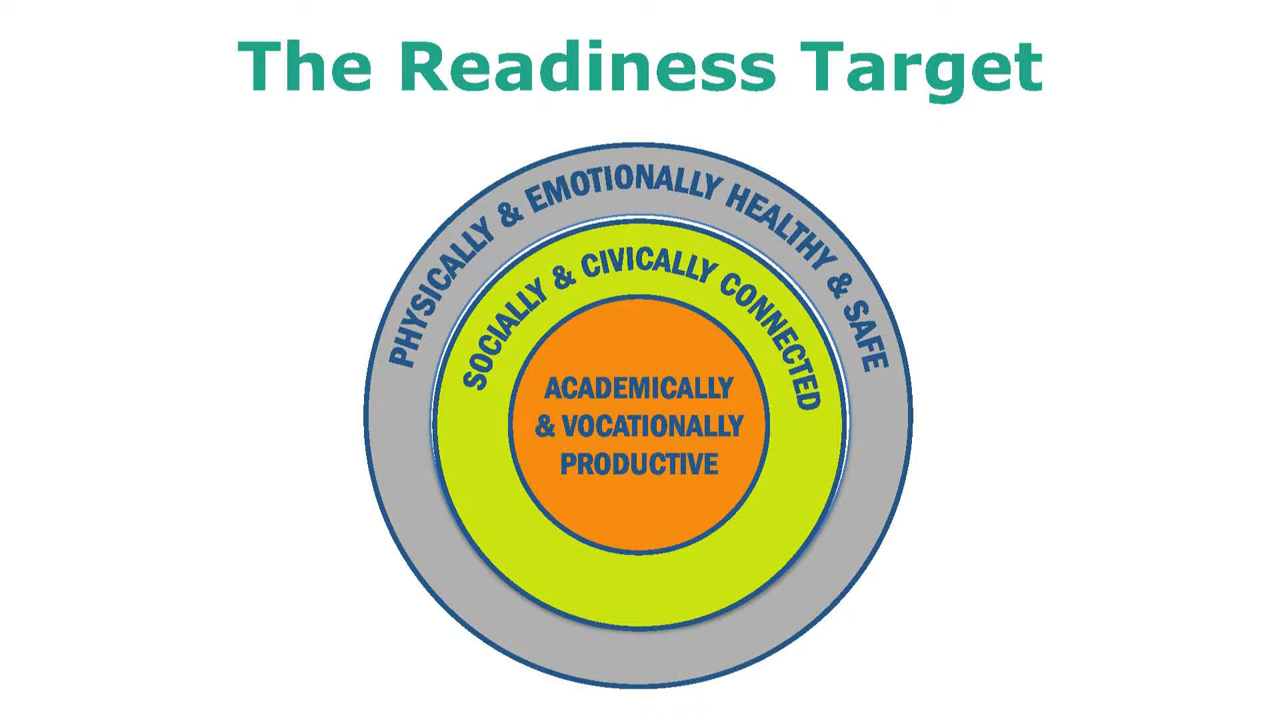 The Readiness Target
PHYSICALLY & EMOTIONALLY HEALTHY & SAFE
SOCIALLY & CIVICALLY CONNECTED
ACADEMICALLY
& VOCATIONALLY
PRODUCTIVE